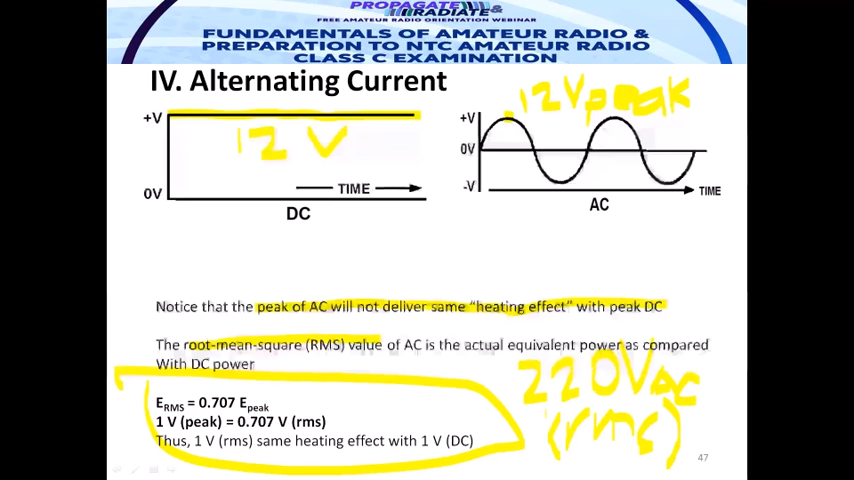 PROPAGATE
& RADIATE
FREE AMATEUR RADIO ORIENTATION WEBINAR
FUNDAMENTALS OF AMATEUR RADIO &
PREPARATION TO NTC AMATEUR RADIO
CLASS C EXAMINATION
IV. Alternating Current
12Vpeak
+V
12 V
0V
TIME
DC
+V
0V
-V
TIME
AC
Notice that the peak of AC will not deliver same “heating effect” with peak DC
The root-mean-square (RMS) value of AC is the actual equivalent power as compared
With DC power
220VAC
(rms)
ERMS = 0.707 Epeak
1 V (peak) = 0.707 V (rms)
Thus, 1 V (rms) same heating effect with 1 V (DC)
47